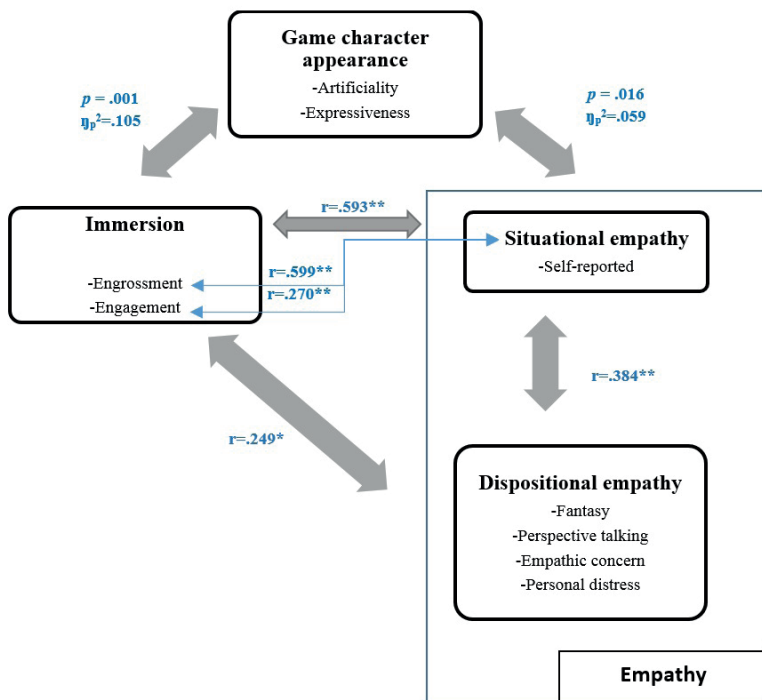 Game character
appearance
-Artificiality
-Expressiveness
p = .001
ηp²=.105
p = .016
ηp²=.059
Immersion
-Engrossment
-Engagement
r=.593**
r=.599**
r=.270**
Situational empathy
-Self-reported
r=.384**
r=.249*
Dispositional empathy
-Fantasy
-Perspective talking
-Empathic concern
-Personal distress
Empathy